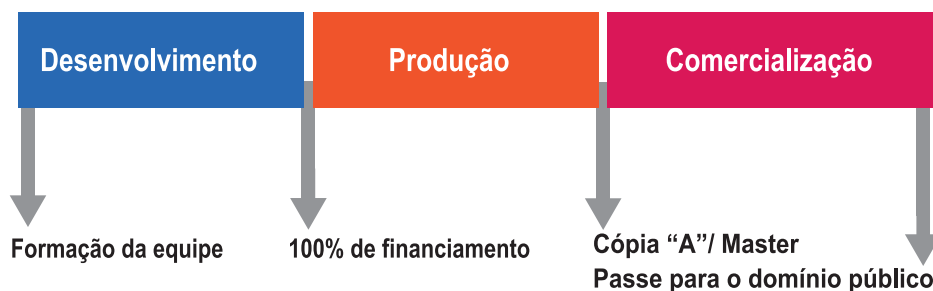 Desenvolvimento
Produção
Comercialização
Formação da equipe
100% de financiamento
Cópia “A”/ Master
Passe para o domínio público